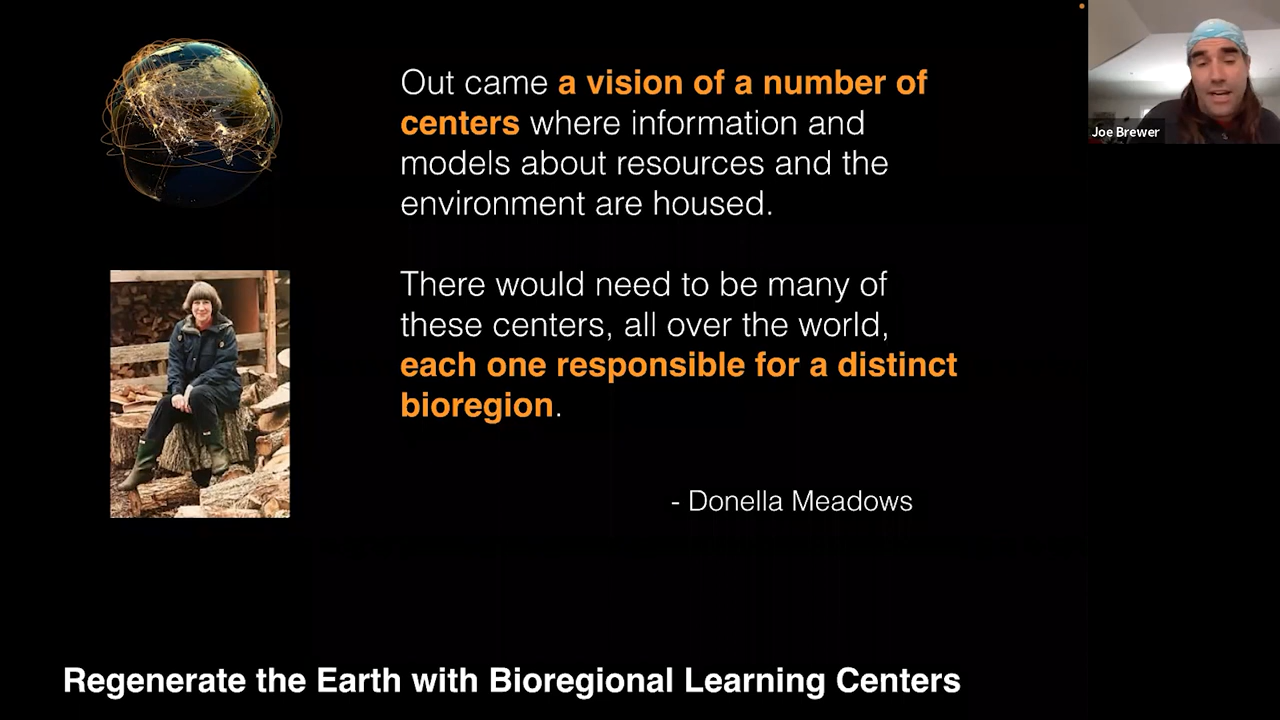 Out came a vision of a number of
centers where information and
models about resources and the
environment are housed.
There would need to be many of
these centers, all over the world,
each one responsible for a distinct
bioregion.
- Donella Meadows
Regenerate the Earth with Bioregional Learning Centers
Joe Brewer